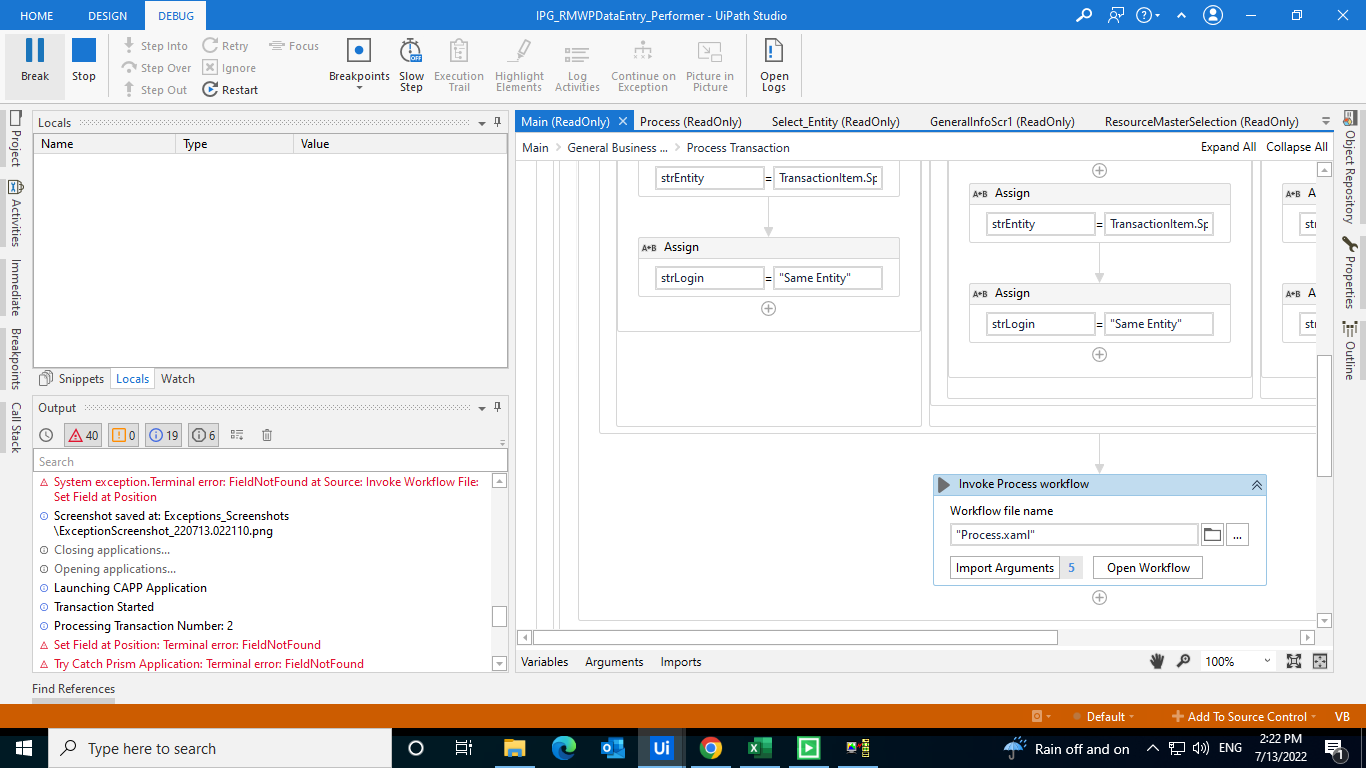 HOME DESIGN DEBUG IPG_RMWPDataEntry_Performer - UiPath Studio
Break Stop Step Into Step Over Step Out Retry Ignore Restart Focus Breakpoints Slow Step Execution Trail Highlight Elements Log Activities Continue on Exception Picture in Picture Open Logs
Project
Activities
Immediate
Breakpoints
Call Stack
Locals
Name Type Value
Snippets Locals Watch
Output
40 0 19 6
Search
System exception.Terminal error: FieldNotFound at Source: Invoke Workflow File:
Set Field at Position
Screenshot saved at: Exceptions_Screenshots
\ExceptionScreenshot_220713.022110.png
Closing applications...
Opening applications...
Launching CAPP Application
Transaction Started
Processing Transaction Number: 2
Set Field at Position: Terminal error: FieldNotFound
Try Catch Prism Application: Terminal error: FieldNotFound
Find References
Main (ReadOnly) Process (ReadOnly) Select_Entity (ReadOnly) GeneralInfoScr1 (ReadOnly) ResourceMasterSelection (ReadOnly)
Main > General Business ... > Process Transaction Expand All Collapse All
strEntity = TransactionItem.Sp
A+B Assign
strLogin = "Same Entity"
A+B Assign
strEntity = TransactionItem.Sp
A+B Assign
strLogin = "Same Entity"
A+B A
st
A+B A
st
Invoke Process workflow
Workflow file name
"Process.xaml" ...
Import Arguments 5 Open Workflow
Variables Arguments Imports 100%
Object Repository
Properties
Outline
Default Add To Source Control VB
Type here to search Ui Rain off and on ENG 2:22 PM
7/13/2022 1